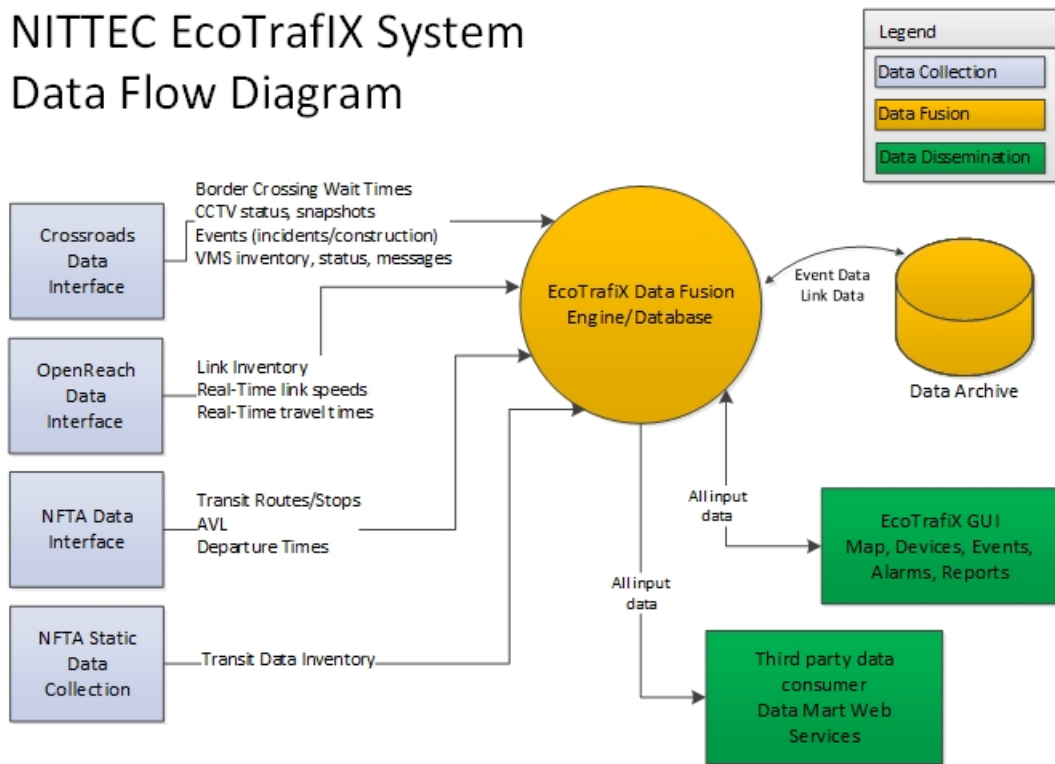 NITTEC EcoTrafIX System
Data Flow Diagram
Legend
Data Collection
Data Fusion
Data Dissemination
Crossroads
Data
Interface
Border Crossing Wait Times
CCTV status, snapshots
Events (incidents/construction)
VMS inventory, status, messages
OpenReach
Data
Interface
Link Inventory
Real-Time link speeds
Real-Time travel times
NFTA Data
Interface
Transit Routes/Stops
AVL
Departure Times
NFTA Static
Data
Collection
Transit Data Inventory
EcoTrafiX Data Fusion
Engine/Database
Event Data
Link Data
Data Archive
All input
data
EcoTrafiX GUI
Map, Devices, Events,
Alarms, Reports
All input
data
Third party data
consumer
Data Mart Web
Services